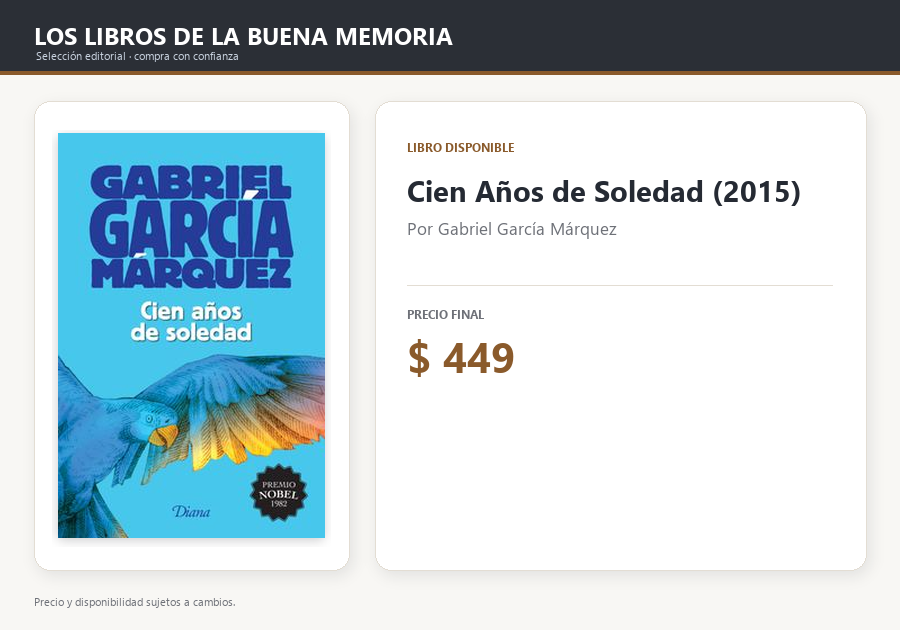 LOS LIBROS DE LA BUENA MEMORIA
Selección editorial · compra con confianza
GABRIEL
GARCÍA
MÁRQUEZ
Cien años
de soledad
PREMIO
NOBEL
1982
Diana
LIBRO DISPONIBLE
Cien Años de Soledad (2015)
Por Gabriel García Márquez
PRECIO FINAL
$ 449
Precio y disponibilidad sujetos a cambios.